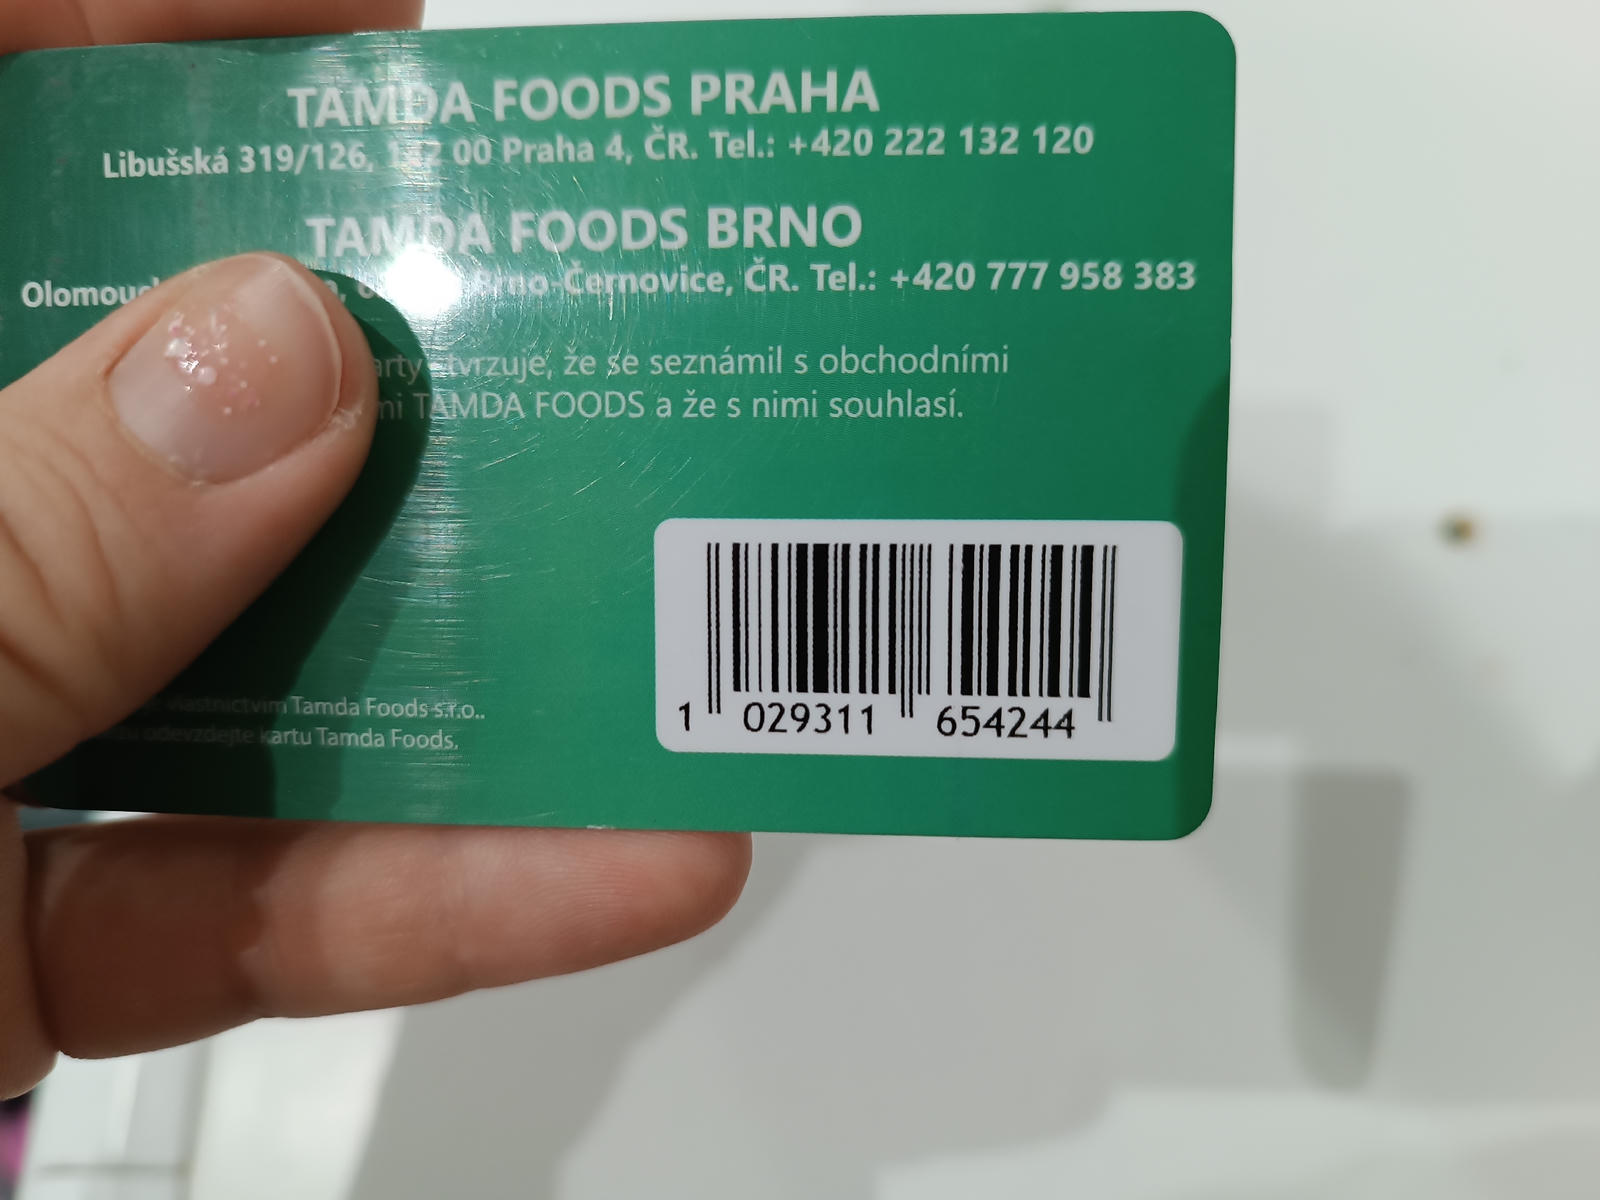 TAMDA FOODS PRAHA
Libušská 319/126, 00 Praha 4, ČR. Tel.: +420 222 132 120
TAMDA FOODS BRNO
Brno-Černovice, ČR. Tel.: +420 777 958 383
že se seznámil s obchodními
TAMDA FOODS a že s nimi souhlasí.
vlastnictvím Tamda Foods s.r.o..
odevzdejte kartu Tamda Foods.
1 029311 654244